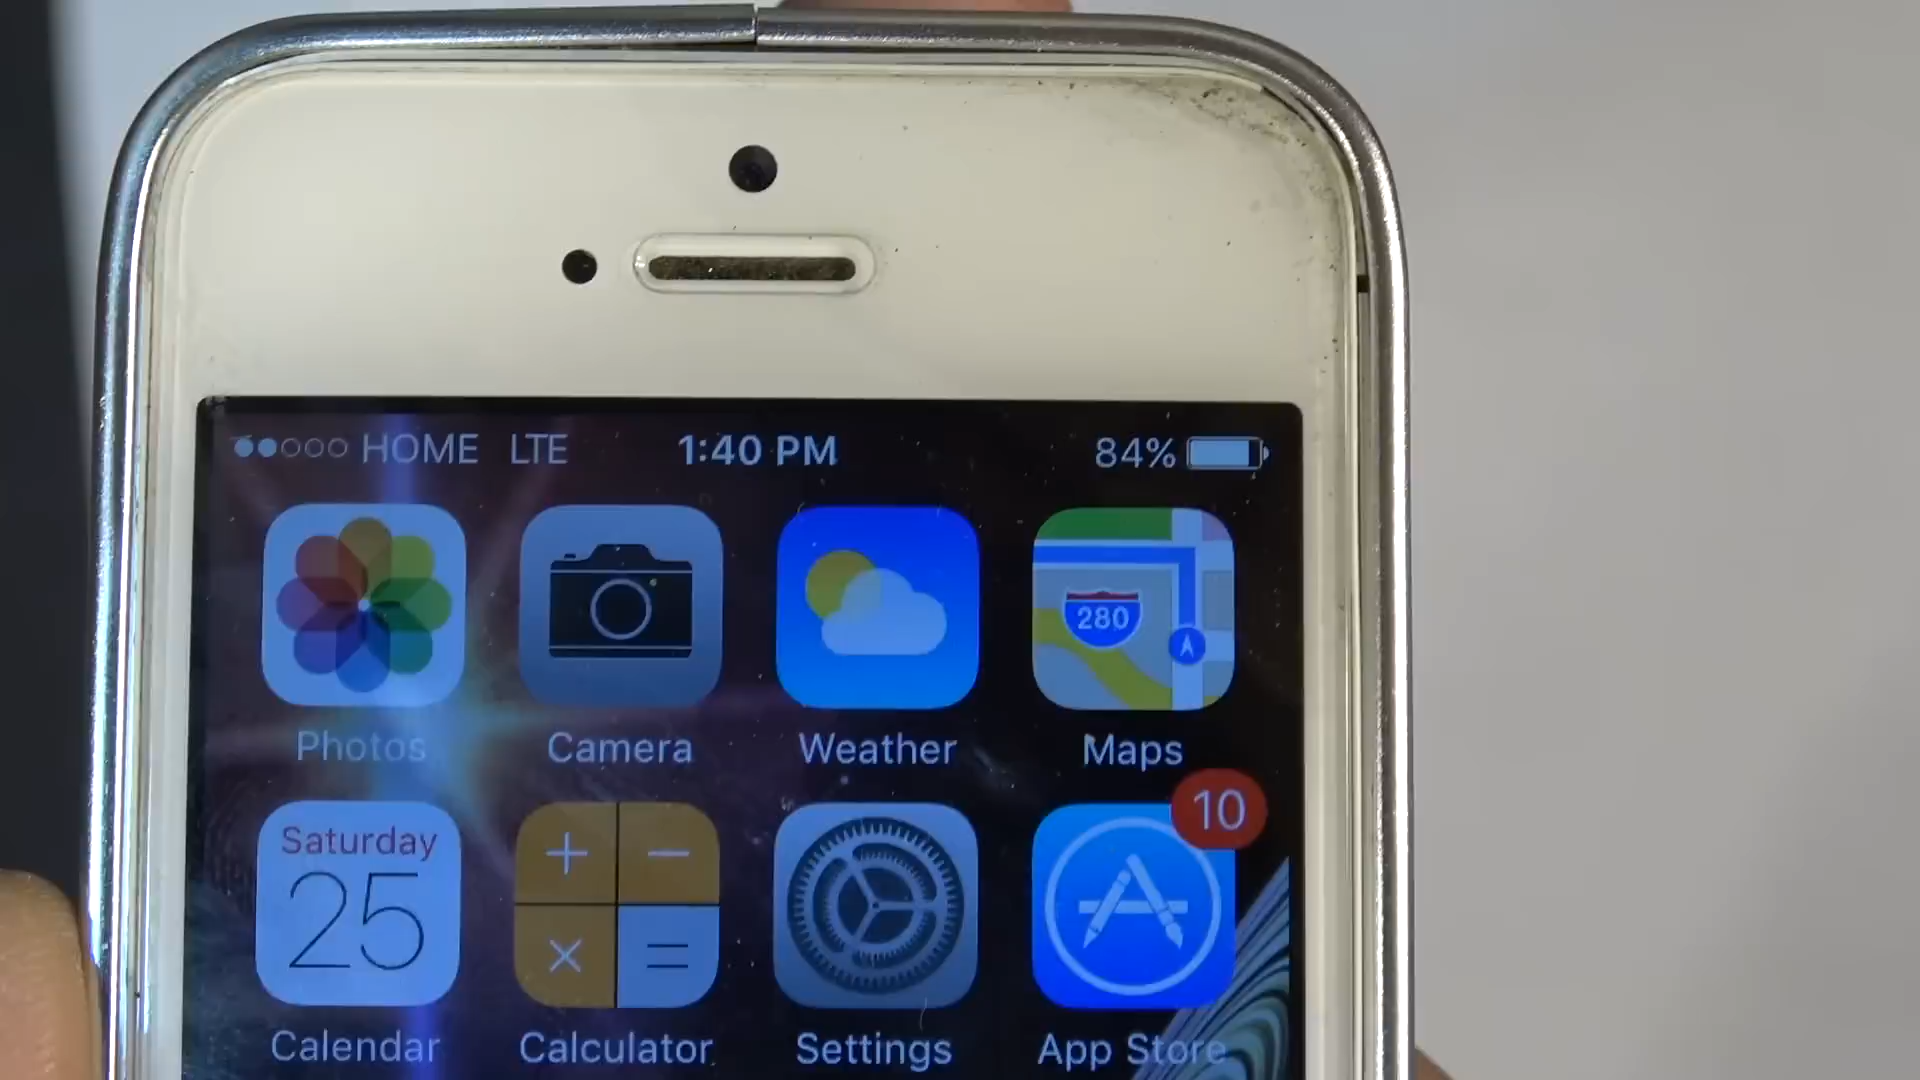 HOME LTE 1:40 PM 84%
Photos Camera Weather Maps
280
Saturday
25
10
+ −
× =
Calendar Calculator Settings App Store